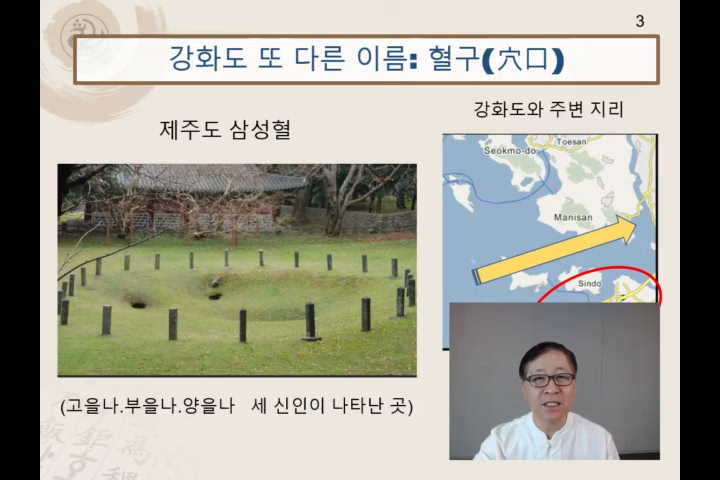 3
강화도 또 다른 이름: 혈구(穴口)
강화도와 주변 지리
제주도 삼성혈
Toesan
Seokmo-do
Manisan
Sindo
(고을나.부을나.양을나 세 신인이 나타난 곳)